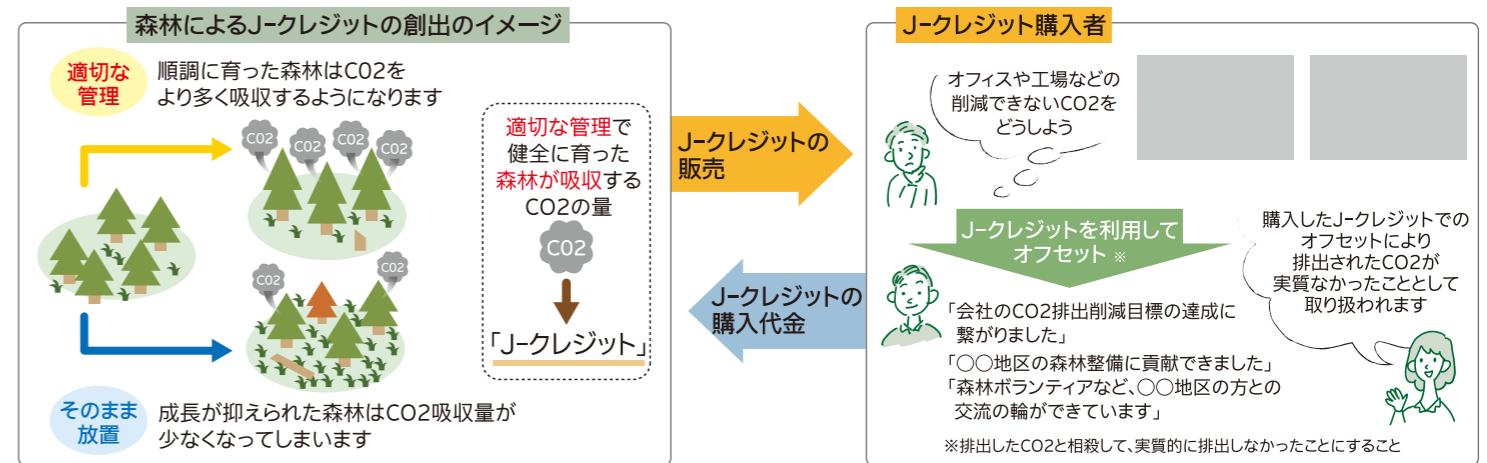 森林によるJ-クレジットの創出のイメージ
適切な
管理
順調に育った森林はCO2を
より多く吸収するようになります
CO2
CO2
CO2
CO2
CO2
CO2
そのまま
放置
成長が抑えられた森林はCO2吸収量が
少なくなってしまいます
適切な管理で
健全に育った
森林が吸収する
CO2の量
CO2
「J-クレジット」
J-クレジットの
販売
J-クレジットの
購入代金
J-クレジット購入者
オフィスや工場などの
削減できないCO2を
どうしよう
J-クレジットを利用して
オフセット ※
「会社のCO2排出削減目標の達成に
繋がりました」
「○○地区の森林整備に貢献できました」
「森林ボランティアなど、○○地区の方との
交流の輪ができています」
購入したJ-クレジットでの
オフセットにより
排出されたCO2が
実質なかったこととして
取り扱われます
※排出したCO2と相殺して、実質的に排出しなかったことにすること